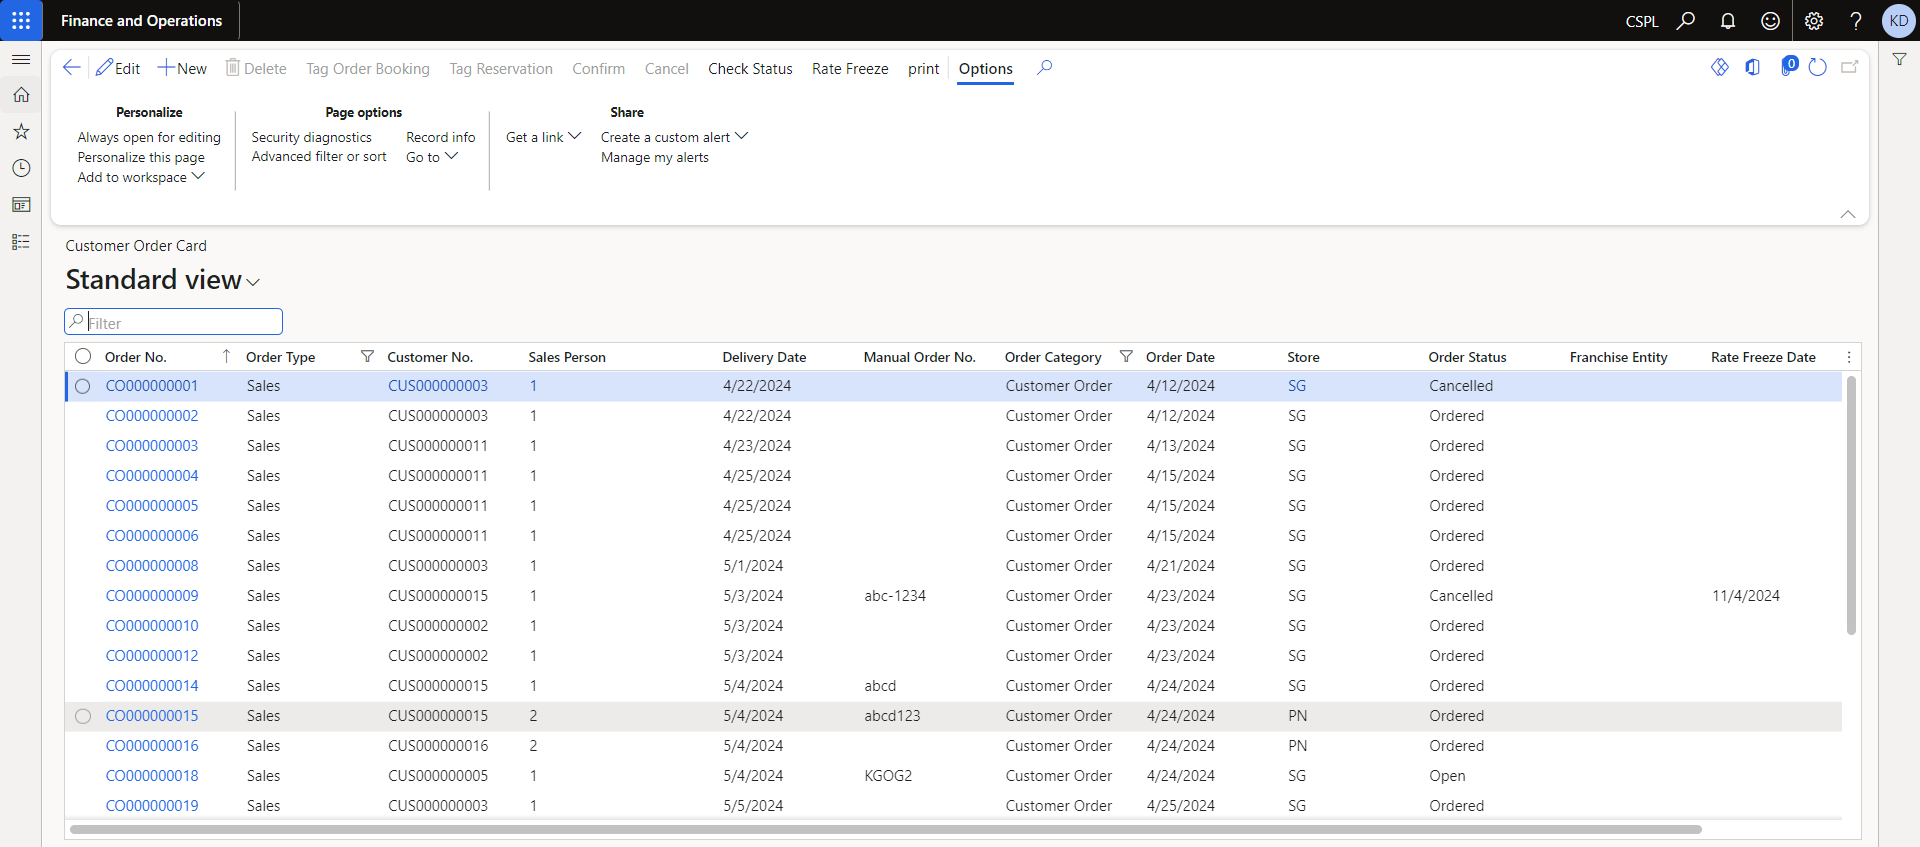 Finance and Operations
CSPL
KD
Edit New Delete Tag Order Booking Tag Reservation Confirm Cancel Check Status Rate Freeze print Options
0
Personalize
Always open for editing
Personalize this page
Add to workspace
Page options
Security diagnostics Record info
Advanced filter or sort Go to
Share
Get a link Create a custom alert
Manage my alerts
Customer Order Card
Standard view
Filter
Order No. Order Type Customer No. Sales Person Delivery Date Manual Order No. Order Category Order Date Store Order Status Franchise Entity Rate Freeze Date
CO000000001 Sales CUS000000003 1 4/22/2024 Customer Order 4/12/2024 SG Cancelled
CO000000002 Sales CUS000000003 1 4/22/2024 Customer Order 4/12/2024 SG Ordered
CO000000003 Sales CUS000000011 1 4/23/2024 Customer Order 4/13/2024 SG Ordered
CO000000004 Sales CUS000000011 1 4/25/2024 Customer Order 4/15/2024 SG Ordered
CO000000005 Sales CUS000000011 1 4/25/2024 Customer Order 4/15/2024 SG Ordered
CO000000006 Sales CUS000000011 1 4/25/2024 Customer Order 4/15/2024 SG Ordered
CO000000008 Sales CUS000000003 1 5/1/2024 Customer Order 4/21/2024 SG Ordered
CO000000009 Sales CUS000000015 1 5/3/2024 abc-1234 Customer Order 4/23/2024 SG Cancelled 11/4/2024
CO000000010 Sales CUS000000002 1 5/3/2024 Customer Order 4/23/2024 SG Ordered
CO000000012 Sales CUS000000002 1 5/3/2024 Customer Order 4/23/2024 SG Ordered
CO000000014 Sales CUS000000015 1 5/4/2024 abcd Customer Order 4/24/2024 SG Ordered
CO000000015 Sales CUS000000015 2 5/4/2024 abcd123 Customer Order 4/24/2024 PN Ordered
CO000000016 Sales CUS000000016 2 5/4/2024 Customer Order 4/24/2024 PN Ordered
CO000000018 Sales CUS000000005 1 5/4/2024 KGOG2 Customer Order 4/24/2024 SG Open
CO000000019 Sales CUS000000003 1 5/5/2024 Customer Order 4/25/2024 SG Ordered